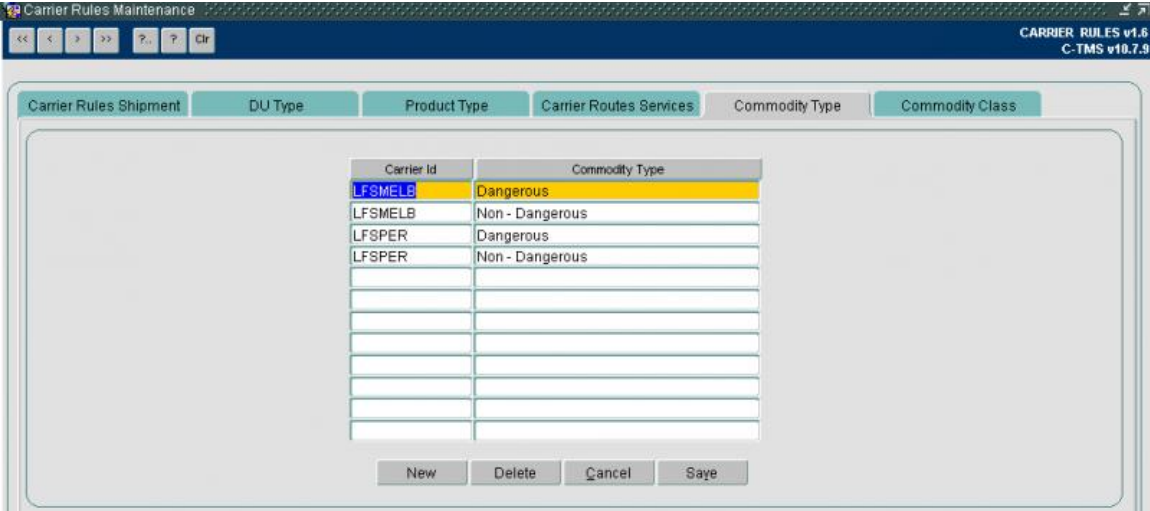 Carrier Rules Maintenance
<< < > >> ?.. ? Clr
CARRIER RULES v1.6
C-TMS v10.7.9
Carrier Rules Shipment DU Type Product Type Carrier Routes Services Commodity Type Commodity Class
Carrier Id Commodity Type
LFSMELB Dangerous
LFSMELB Non - Dangerous
LFSPER Dangerous
LFSPER Non - Dangerous
New Delete Cancel Save